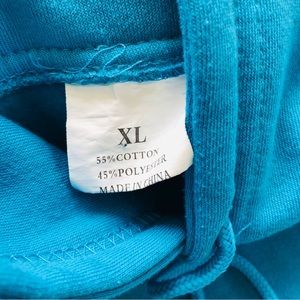 XL
55%COTTON
45%POLYESTER
MADE IN CHINA